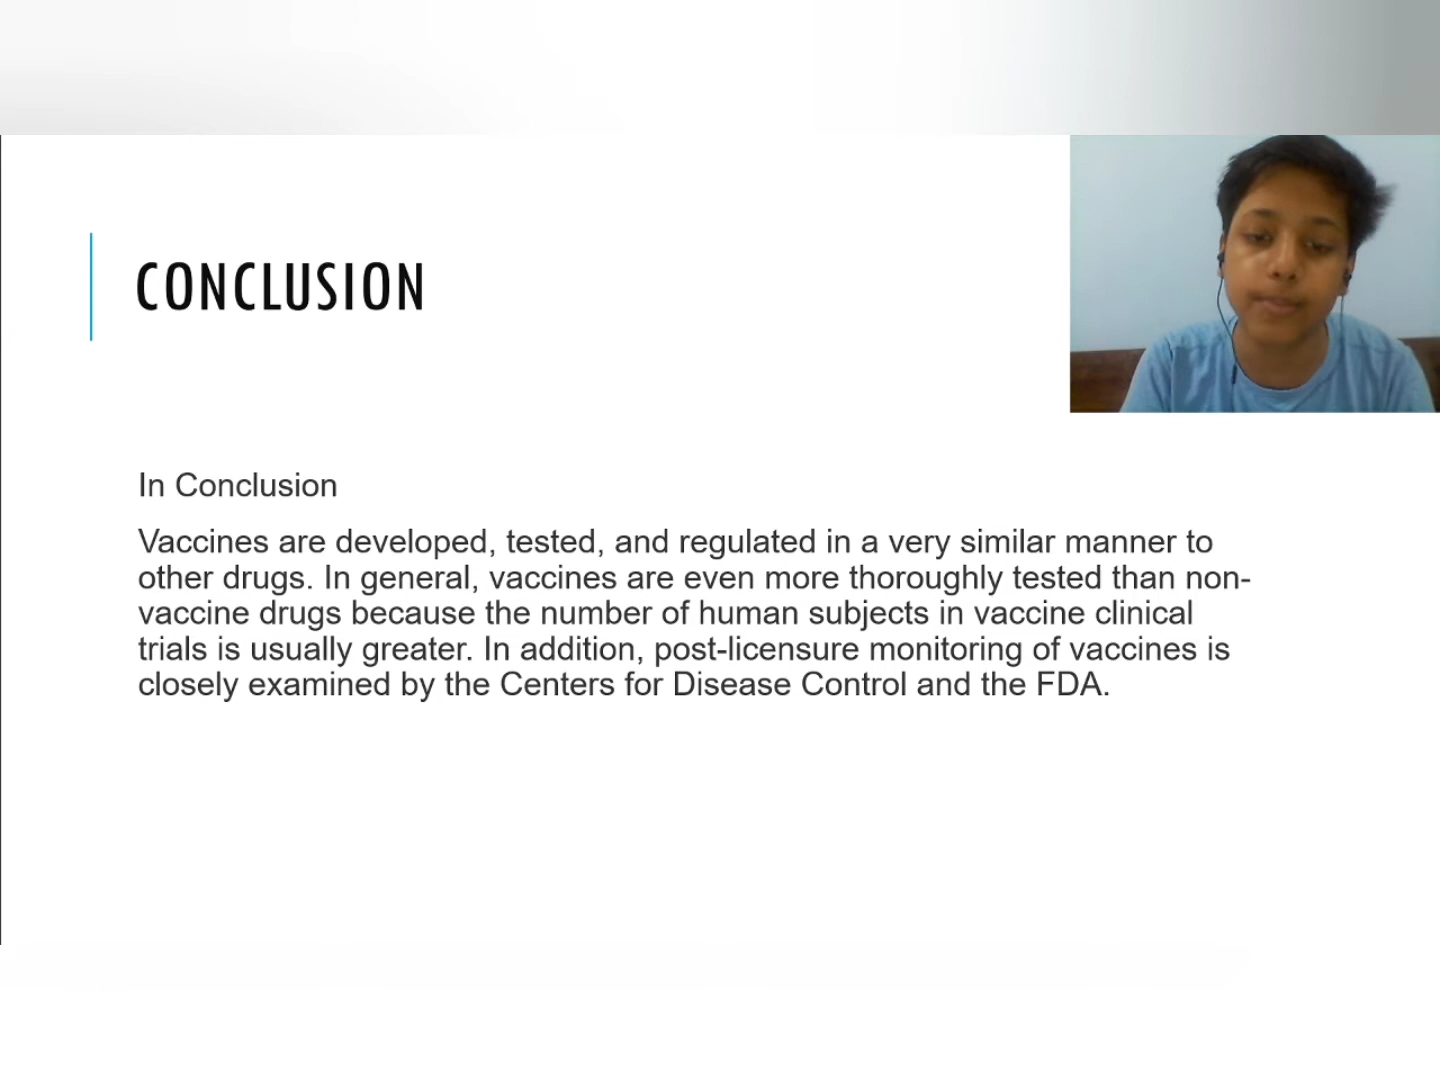 CONCLUSION
In Conclusion
Vaccines are developed, tested, and regulated in a very similar manner to
other drugs. In general, vaccines are even more thoroughly tested than non-
vaccine drugs because the number of human subjects in vaccine clinical
trials is usually greater. In addition, post-licensure monitoring of vaccines is
closely examined by the Centers for Disease Control and the FDA.